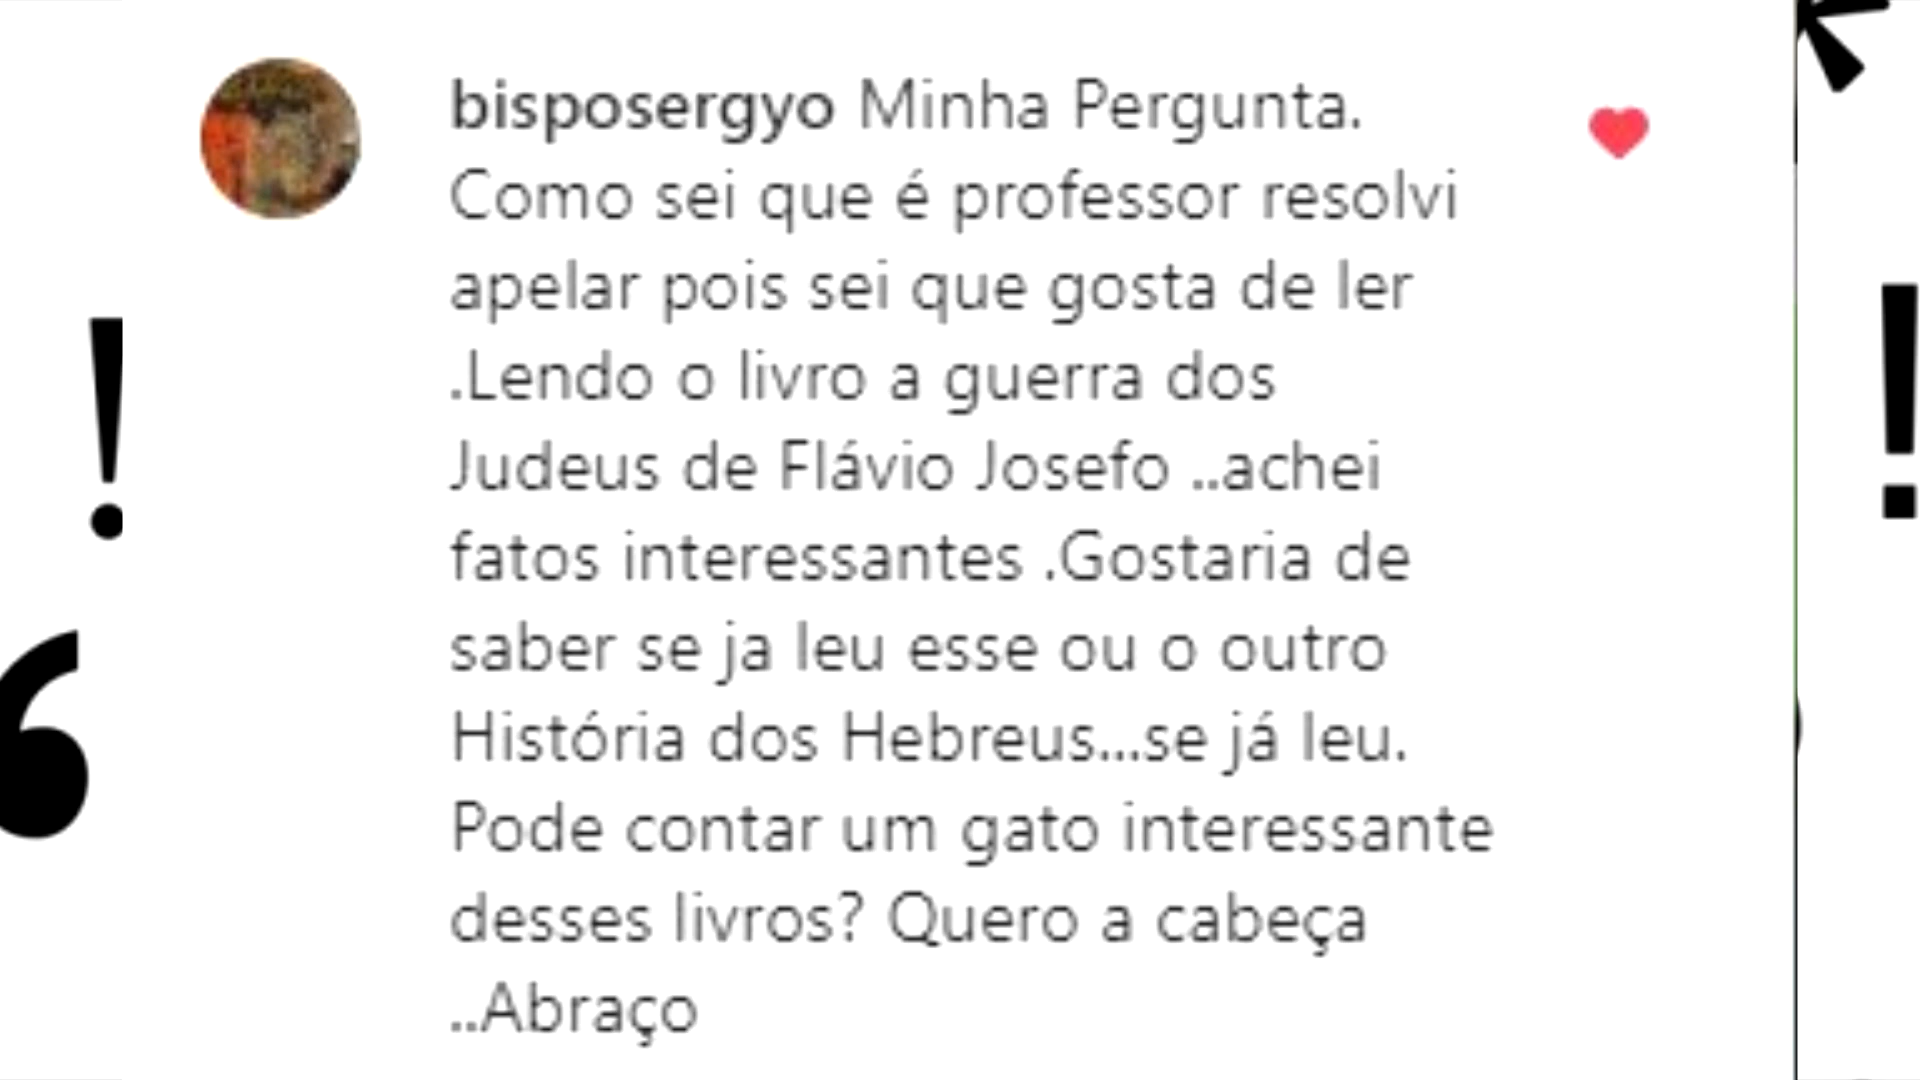 bisposergyo Minha Pergunta.
Como sei que é professor resolvi
apelar pois sei que gosta de ler
.Lendo o livro a guerra dos
Judeus de Flávio Josefo ..achei
fatos interessantes .Gostaria de
saber se ja leu esse ou o outro
História dos Hebreus...se já leu.
Pode contar um gato interessante
desses livros? Quero a cabeça
..Abraço